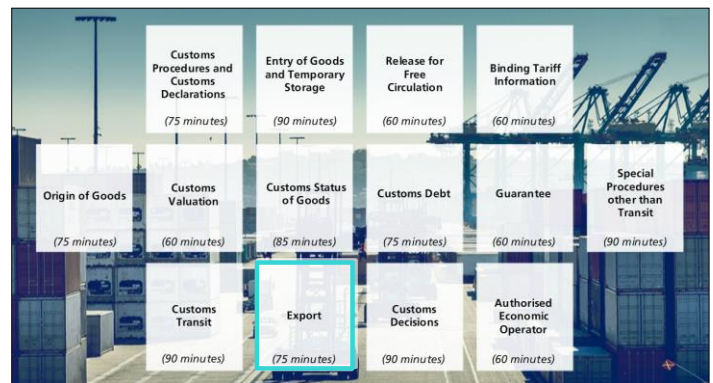 Customs
Procedures and
Customs
Declarations
(75 minutes)
Entry of Goods
and Temporary
Storage
(90 minutes)
Release for
Free
Circulation
(60 minutes)
Binding Tariff
Information
(60 minutes)
Origin of Goods
(75 minutes)
Customs
Valuation
(60 minutes)
Customs Status
of Goods
(85 minutes)
Customs Debt
(75 minutes)
Guarantee
(60 minutes)
Special
Procedures
other than
Transit
(90 minutes)
Customs
Transit
(90 minutes)
Export
(75 minutes)
Customs
Decisions
(90 minutes)
Authorised
Economic
Operator
(60 minutes)